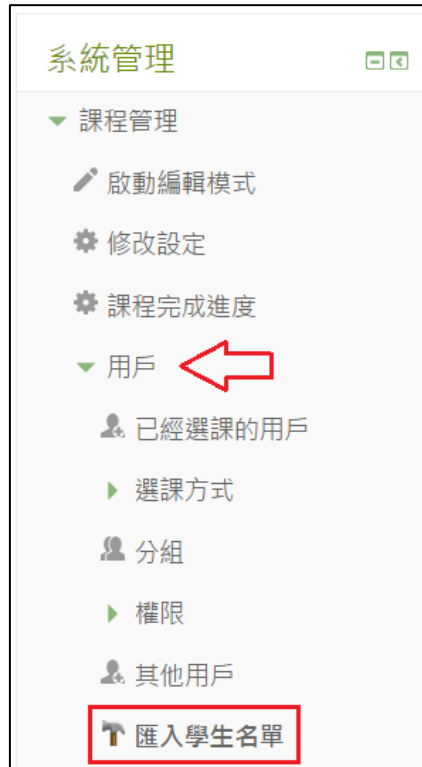 系統管理
課程管理
啟動編輯模式
修改設定
課程完成進度
用戶
已經選課的用戶
選課方式
分組
權限
其他用戶
匯入學生名單